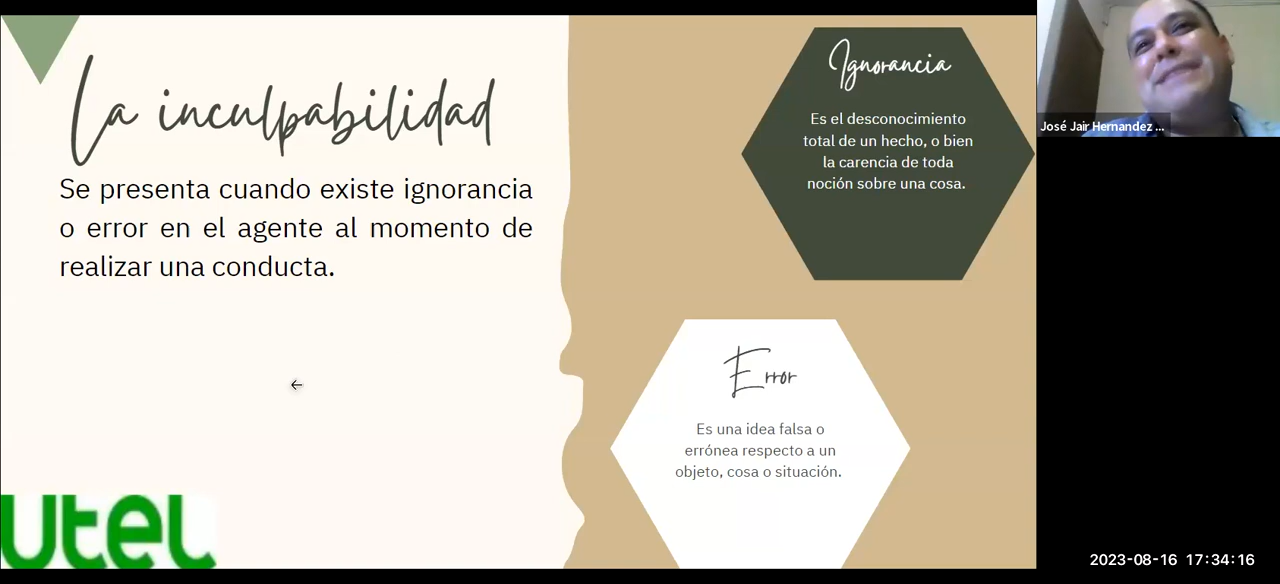 La inculpabilidad
Se presenta cuando existe ignorancia
o error en el agente al momento de
realizar una conducta.
Ignorancia
Es el desconocimiento
total de un hecho, o bien
la carencia de toda
noción sobre una cosa.
Error
Es una idea falsa o
errónea respecto a un
objeto, cosa o situación.
utel
José Jair Hernandez ...
2023-08-16 17:34:16